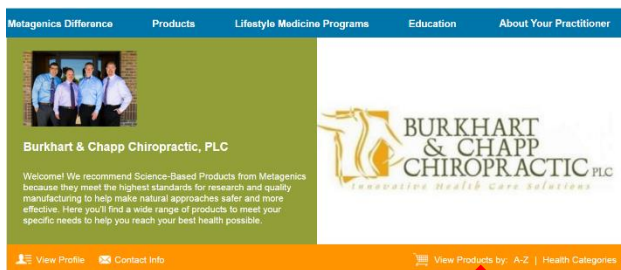 Metagenics Difference Products Lifestyle Medicine Programs Education About Your Practitioner
Burkhart & Chapp Chiropractic, PLC
Welcome! We recommend Science-Based Products from Metagenics
because they meet the highest standards for research and quality
manufacturing to help make natural approaches safer and more
effective. Here you'll find a wide range of products to meet your
specific needs to help you reach your best health possible.
BURKHART
& CHAPP
CHIROPRACTIC PLC
Innovative Health Care Solutions
View Profile Contact Info View Products by: A-Z | Health Categories